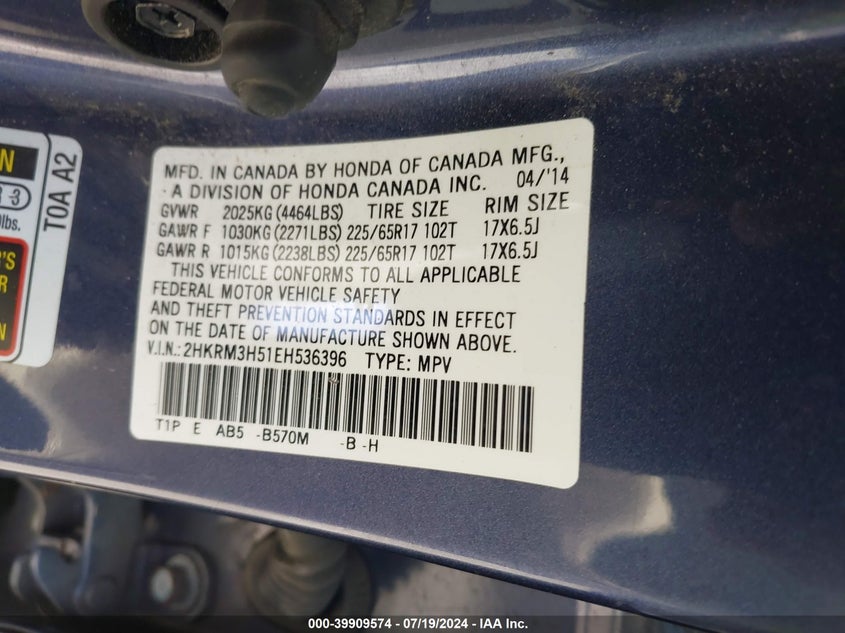 MFD. IN CANADA BY HONDA OF CANADA MFG.,
A DIVISION OF HONDA CANADA INC. 04/'14
GVWR 2025KG (4464LBS) TIRE SIZE RIM SIZE
GAWR F 1030KG (2271LBS) 225/65R17 102T 17X6.5J
GAWR R 1015KG (2238LBS) 225/65R17 102T 17X6.5J
THIS VEHICLE CONFORMS TO ALL APPLICABLE
FEDERAL MOTOR VEHICLE SAFETY
AND THEFT PREVENTION STANDARDS IN EFFECT
ON THE DATE OF MANUFACTURE SHOWN ABOVE.
V.I.N.: 2HKRM3H51EH536396 TYPE: MPV
T1P E AB5 -B570M -B -H
T0A A2
3
lbs.
000-39909574 / 07/19/2024 - IAA Inc.